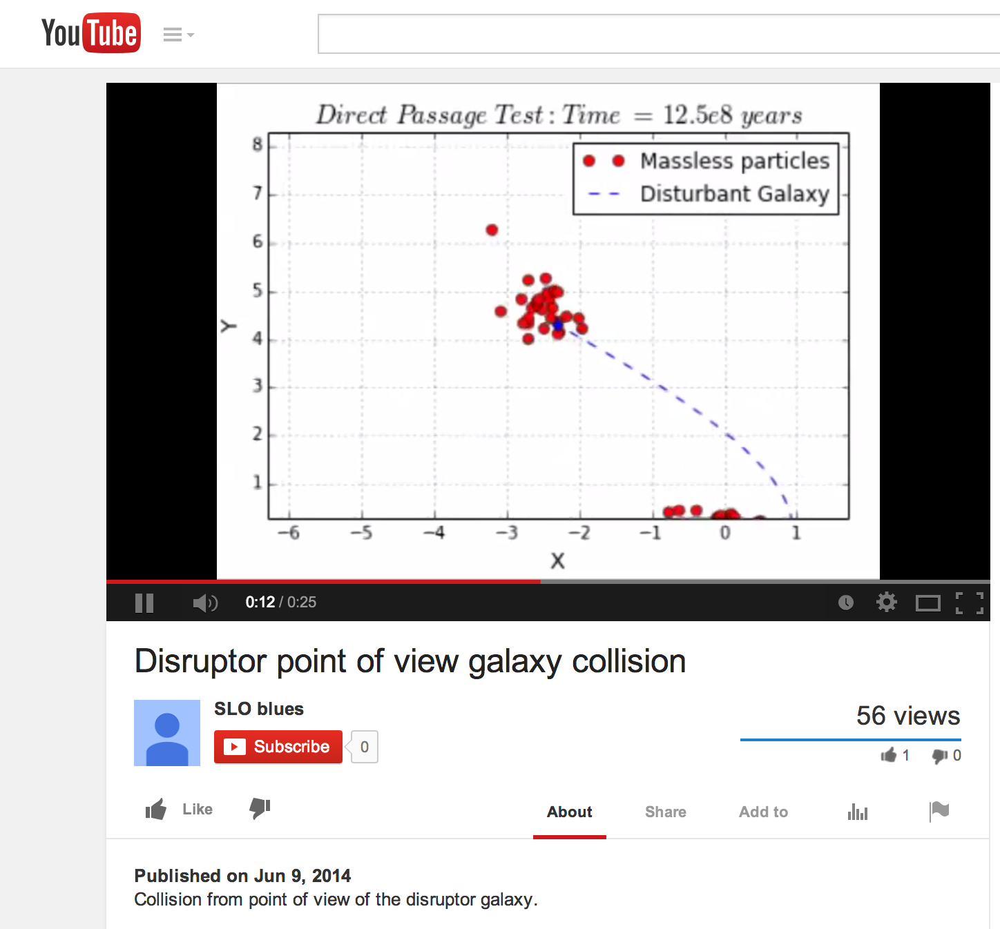 YouTube
Direct Passage Test : Time = 12.5e8 years
8
Massless particles
Disturbant Galaxy
7
6
5
4
3
2
1
Y
−6 −5 −4 −3 −2 −1 0 1
X
0:12 / 0:25
Disruptor point of view galaxy collision
SLO blues
Subscribe 0
56 views
1 0
Like
About Share Add to
Published on Jun 9, 2014
Collision from point of view of the disruptor galaxy.